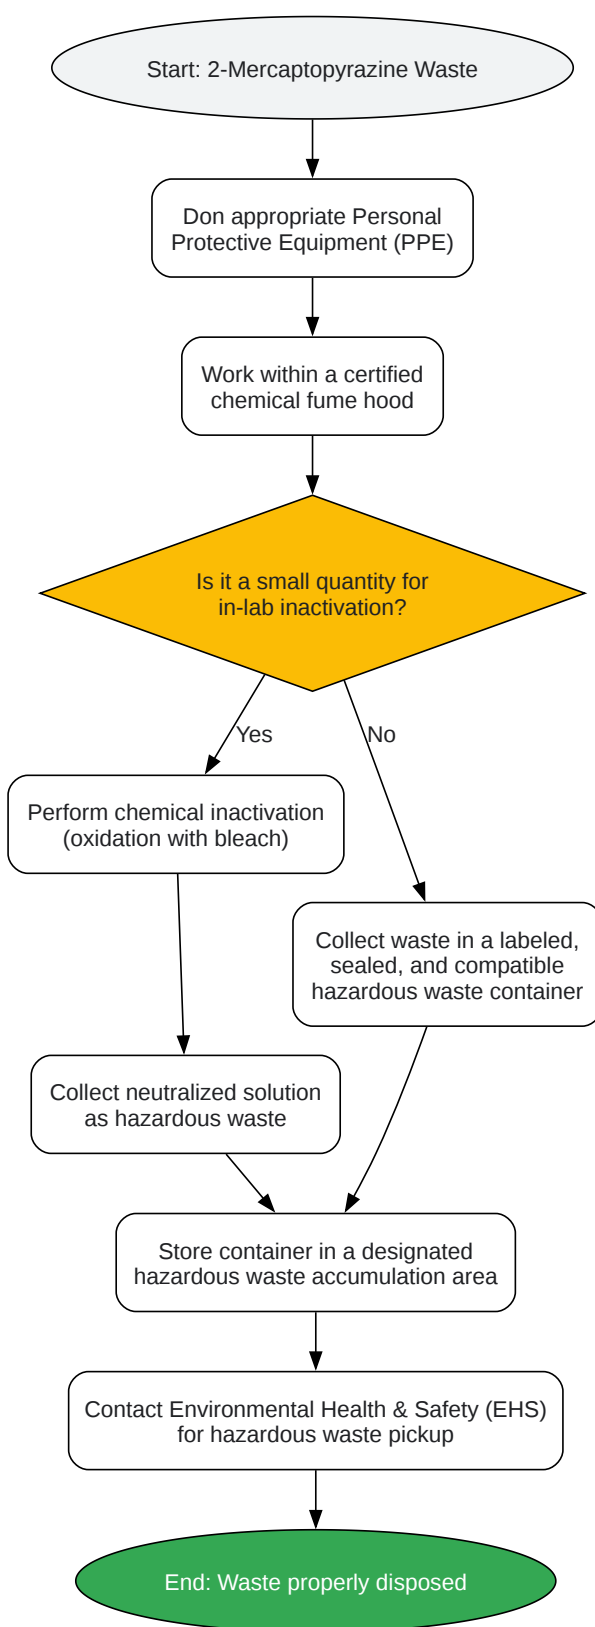 Start: 2-Mercaptopyrazine Waste
Don appropriate Personal
Protective Equipment (PPE)
Work within a certified
chemical fume hood
Is it a small quantity for
in-lab inactivation?
Yes
No
Perform chemical inactivation
(oxidation with bleach)
Collect waste in a labeled,
sealed, and compatible
hazardous waste container
Collect neutralized solution
as hazardous waste
Store container in a designated
hazardous waste accumulation area
Contact Environmental Health & Safety (EHS)
for hazardous waste pickup
End: Waste properly disposed